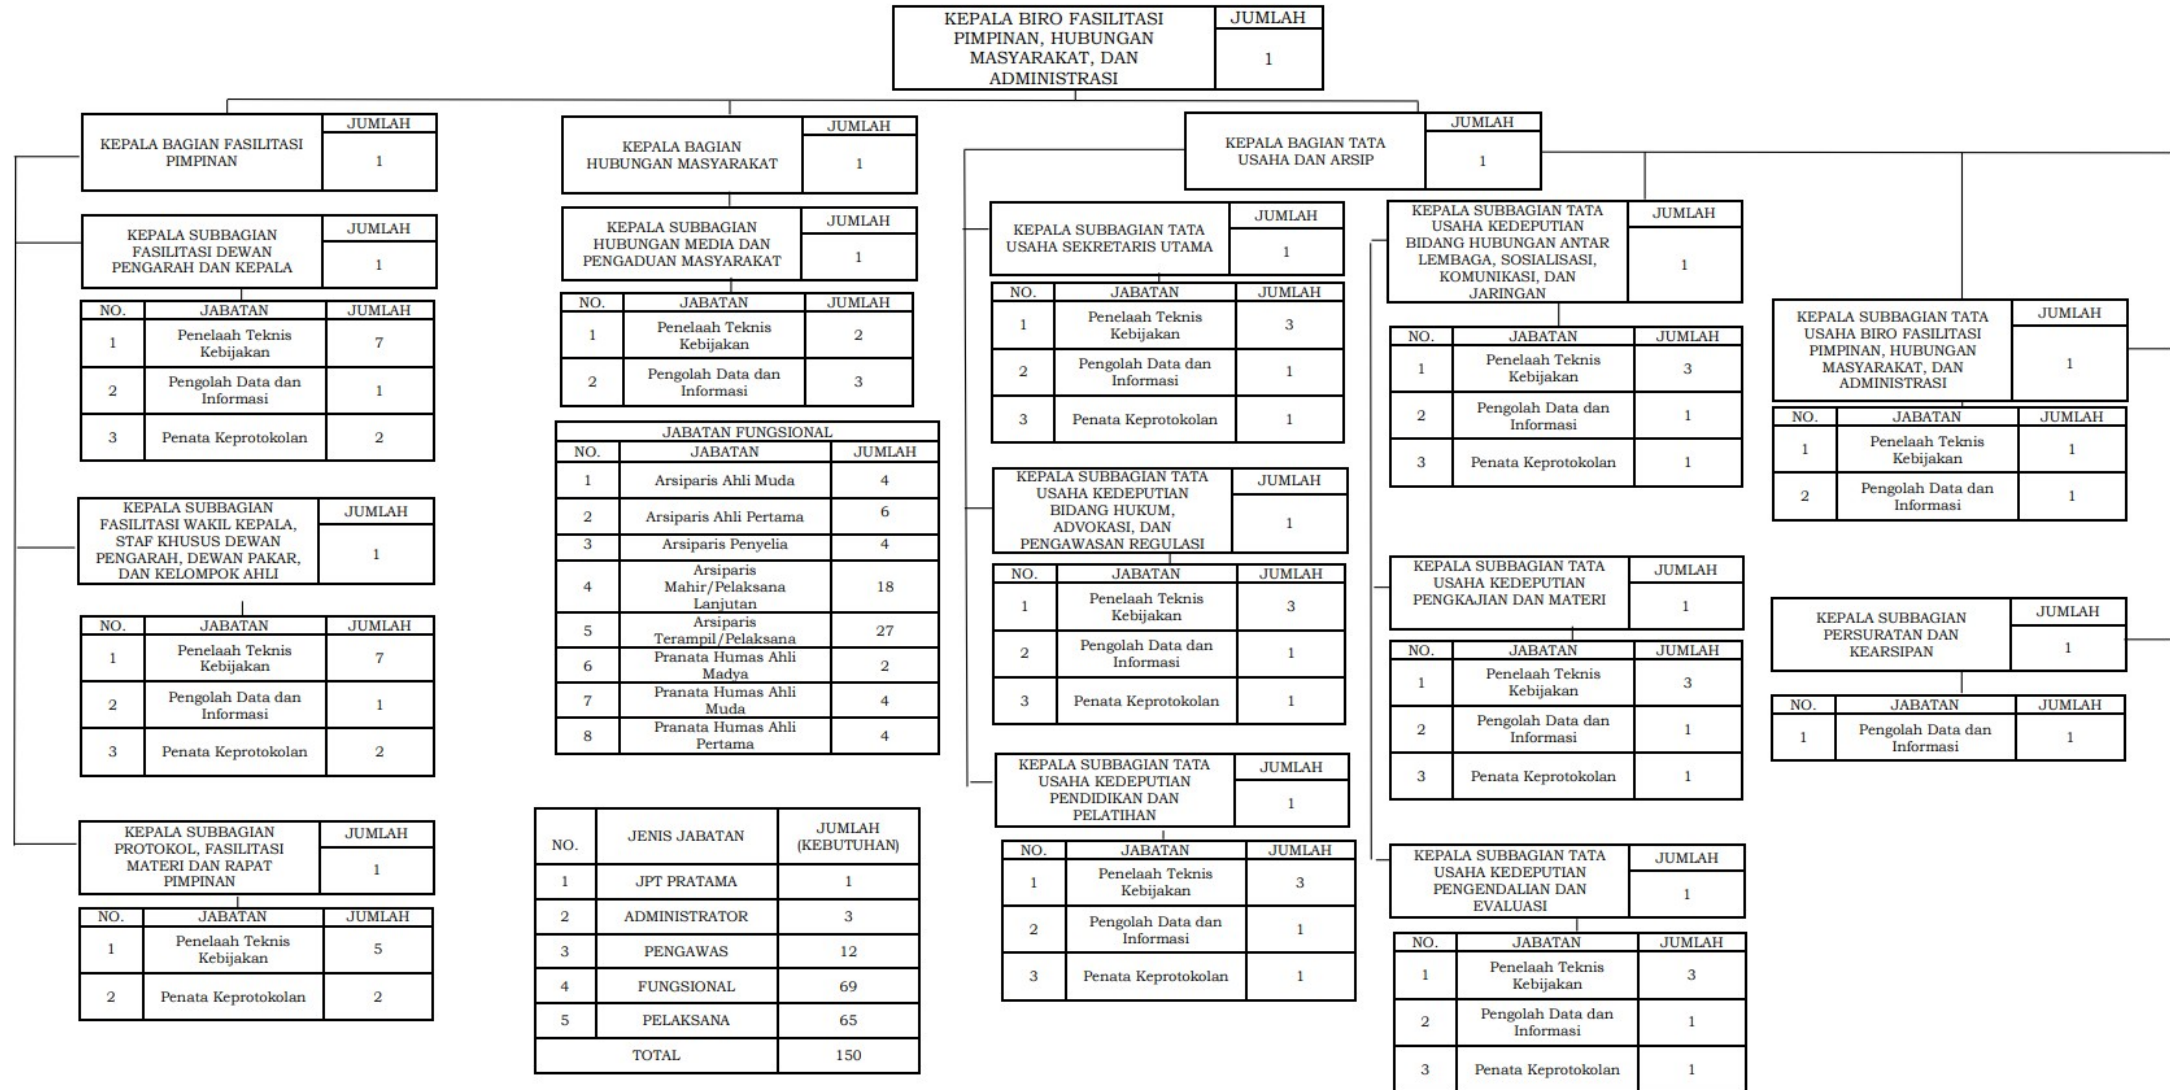 KEPALA BIRO FASILITASI
PIMPINAN, HUBUNGAN
MASYARAKAT, DAN
ADMINISTRASI
JUMLAH
1
KEPALA BAGIAN FASILITASI
PIMPINAN
JUMLAH
1
KEPALA SUBBAGIAN
FASILITASI DEWAN
PENGARAH DAN KEPALA
JUMLAH
1
NO. JABATAN JUMLAH
1 Penelaah Teknis
Kebijakan 7
2 Pengolah Data dan
Informasi 1
3 Penata Keprotokolan 2
KEPALA SUBBAGIAN
FASILITASI WAKIL KEPALA,
STAF KHUSUS DEWAN
PENGARAH, DEWAN PAKAR,
DAN KELOMPOK AHLI
JUMLAH
1
NO. JABATAN JUMLAH
1 Penelaah Teknis
Kebijakan 7
2 Pengolah Data dan
Informasi 1
3 Penata Keprotokolan 2
KEPALA SUBBAGIAN
PROTOKOL, FASILITASI
MATERI DAN RAPAT
PIMPINAN
JUMLAH
1
NO. JABATAN JUMLAH
1 Penelaah Teknis
Kebijakan 5
2 Penata Keprotokolan 2
KEPALA BAGIAN
HUBUNGAN MASYARAKAT
JUMLAH
1
KEPALA SUBBAGIAN
HUBUNGAN MEDIA DAN
PENGADUAN MASYARAKAT
JUMLAH
1
NO. JABATAN JUMLAH
1 Penelaah Teknis
Kebijakan 2
2 Pengolah Data dan
Informasi 3
JABATAN FUNGSIONAL
NO. JABATAN JUMLAH
1 Arsiparis Ahli Muda 4
2 Arsiparis Ahli Pertama 6
3 Arsiparis Penyelia 4
4 Arsiparis
Mahir/Pelaksana
Lanjutan 18
5 Arsiparis
Terampil/Pelaksana 27
6 Pranata Humas Ahli
Madya 2
7 Pranata Humas Ahli
Muda 4
8 Pranata Humas Ahli
Pertama 4
NO. JENIS JABATAN JUMLAH
(KEBUTUHAN)
1 JPT PRATAMA 1
2 ADMINISTRATOR 3
3 PENGAWAS 12
4 FUNGSIONAL 69
5 PELAKSANA 65
TOTAL 150
KEPALA BAGIAN TATA
USAHA DAN ARSIP
JUMLAH
1
KEPALA SUBBAGIAN TATA
USAHA SEKRETARIS UTAMA
JUMLAH
1
NO. JABATAN JUMLAH
1 Penelaah Teknis
Kebijakan 3
2 Pengolah Data dan
Informasi 1
3 Penata Keprotokolan 1
KEPALA SUBBAGIAN TATA
USAHA KEDEPUTIAN
BIDANG HUKUM,
ADVOKASI, DAN
PENGAWASAN REGULASI
JUMLAH
1
NO. JABATAN JUMLAH
1 Penelaah Teknis
Kebijakan 3
2 Pengolah Data dan
Informasi 1
3 Penata Keprotokolan 1
KEPALA SUBBAGIAN TATA
USAHA KEDEPUTIAN
PENDIDIKAN DAN
PELATIHAN
JUMLAH
1
NO. JABATAN JUMLAH
1 Penelaah Teknis
Kebijakan 3
2 Pengolah Data dan
Informasi 1
3 Penata Keprotokolan 1
KEPALA SUBBAGIAN TATA
USAHA KEDEPUTIAN
BIDANG HUBUNGAN ANTAR
LEMBAGA, SOSIALISASI,
KOMUNIKASI, DAN
JARINGAN
JUMLAH
1
NO. JABATAN JUMLAH
1 Penelaah Teknis
Kebijakan 3
2 Pengolah Data dan
Informasi 1
3 Penata Keprotokolan 1
KEPALA SUBBAGIAN TATA
USAHA KEDEPUTIAN
PENGKAJIAN DAN MATERI
JUMLAH
1
NO. JABATAN JUMLAH
1 Penelaah Teknis
Kebijakan 3
2 Pengolah Data dan
Informasi 1
3 Penata Keprotokolan 1
KEPALA SUBBAGIAN TATA
USAHA KEDEPUTIAN
PENGENDALIAN DAN
EVALUASI
JUMLAH
1
NO. JABATAN JUMLAH
1 Penelaah Teknis
Kebijakan 3
2 Pengolah Data dan
Informasi 1
3 Penata Keprotokolan 1
KEPALA SUBBAGIAN TATA
USAHA BIRO FASILITASI
PIMPINAN, HUBUNGAN
MASYARAKAT, DAN
ADMINISTRASI
JUMLAH
1
NO. JABATAN JUMLAH
1 Penelaah Teknis
Kebijakan 1
2 Pengolah Data dan
Informasi 1
KEPALA SUBBAGIAN
PERSURATAN DAN
KEARSIPAN
JUMLAH
1
NO. JABATAN JUMLAH
1 Pengolah Data dan
Informasi 1